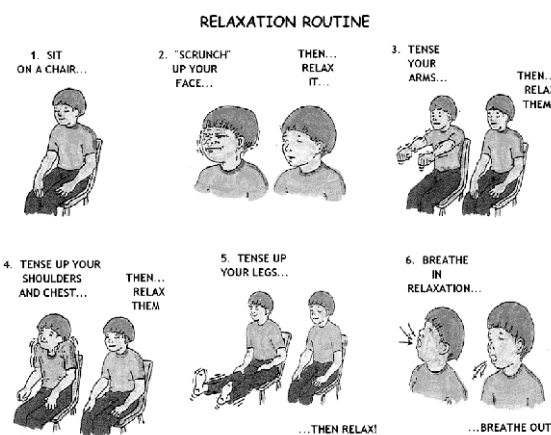 RELAXATION ROUTINE
1. SIT
ON A CHAIR...
2. "SCRUNCH"
UP YOUR
FACE...
THEN...
RELAX
IT...
3. TENSE
YOUR
ARMS...
THEN..
RELA
THEM
4. TENSE UP YOUR
SHOULDERS
AND CHEST...
THEN...
RELAX
THEM
5. TENSE UP
YOUR LEGS...
...THEN RELAX!
6. BREATHE
IN
RELAXATION...
...BREATHE OUT